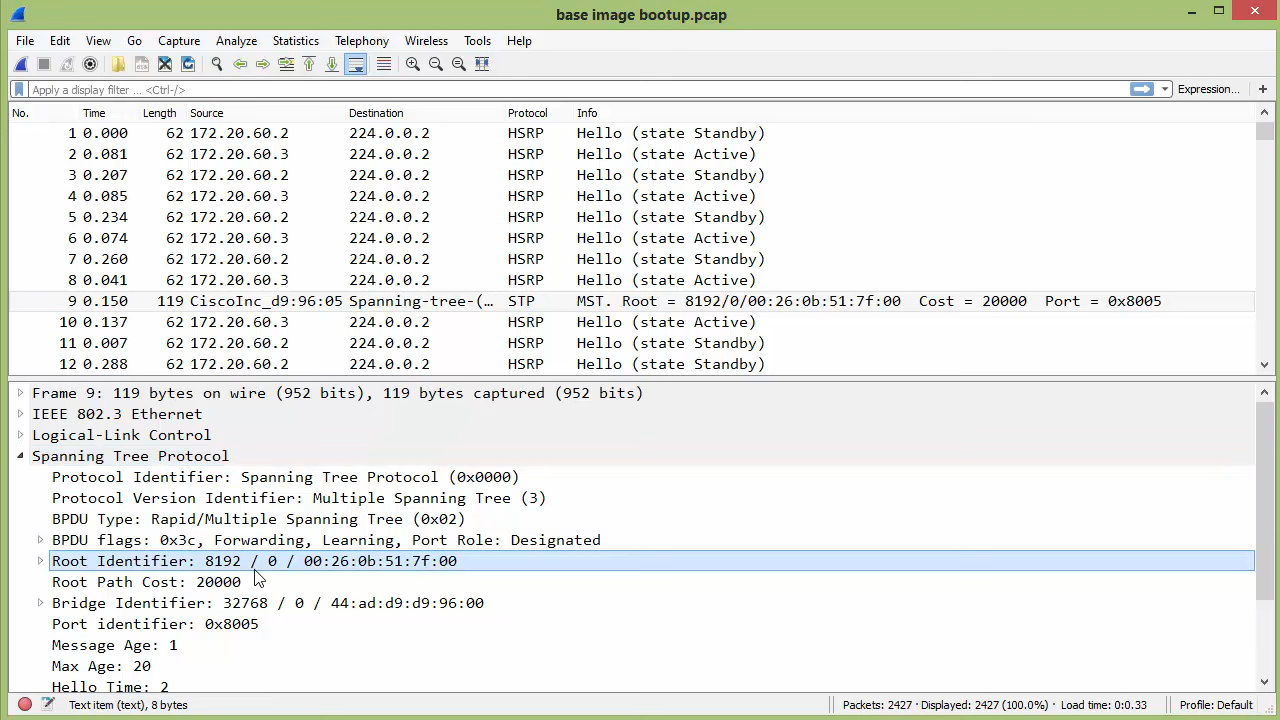 base image bootup.pcap
File Edit View Go Capture Analyze Statistics Telephony Wireless Tools Help
Apply a display filter ... <Ctrl-/> Expression... +
No. Time Length Source Destination Protocol Info
1 0.000 62 172.20.60.2 224.0.0.2 HSRP Hello (state Standby)
2 0.081 62 172.20.60.3 224.0.0.2 HSRP Hello (state Active)
3 0.207 62 172.20.60.2 224.0.0.2 HSRP Hello (state Standby)
4 0.085 62 172.20.60.3 224.0.0.2 HSRP Hello (state Active)
5 0.234 62 172.20.60.2 224.0.0.2 HSRP Hello (state Standby)
6 0.074 62 172.20.60.3 224.0.0.2 HSRP Hello (state Active)
7 0.260 62 172.20.60.2 224.0.0.2 HSRP Hello (state Standby)
8 0.041 62 172.20.60.3 224.0.0.2 HSRP Hello (state Active)
9 0.150 119 CiscoInc_d9:96:05 Spanning-tree-(… STP MST. Root = 8192/0/00:26:0b:51:7f:00 Cost = 20000 Port = 0x8005
10 0.137 62 172.20.60.3 224.0.0.2 HSRP Hello (state Active)
11 0.007 62 172.20.60.2 224.0.0.2 HSRP Hello (state Standby)
12 0.288 62 172.20.60.2 224.0.0.2 HSRP Hello (state Standby)
Frame 9: 119 bytes on wire (952 bits), 119 bytes captured (952 bits)
IEEE 802.3 Ethernet
Logical-Link Control
Spanning Tree Protocol
Protocol Identifier: Spanning Tree Protocol (0x0000)
Protocol Version Identifier: Multiple Spanning Tree (3)
BPDU Type: Rapid/Multiple Spanning Tree (0x02)
BPDU flags: 0x3c, Forwarding, Learning, Port Role: Designated
Root Identifier: 8192 / 0 / 00:26:0b:51:7f:00
Root Path Cost: 20000
Bridge Identifier: 32768 / 0 / 44:ad:d9:d9:96:00
Port identifier: 0x8005
Message Age: 1
Max Age: 20
Hello Time: 2
Text item (text), 8 bytes Packets: 2427 · Displayed: 2427 (100.0%) · Load time: 0:0.33 Profile: Default